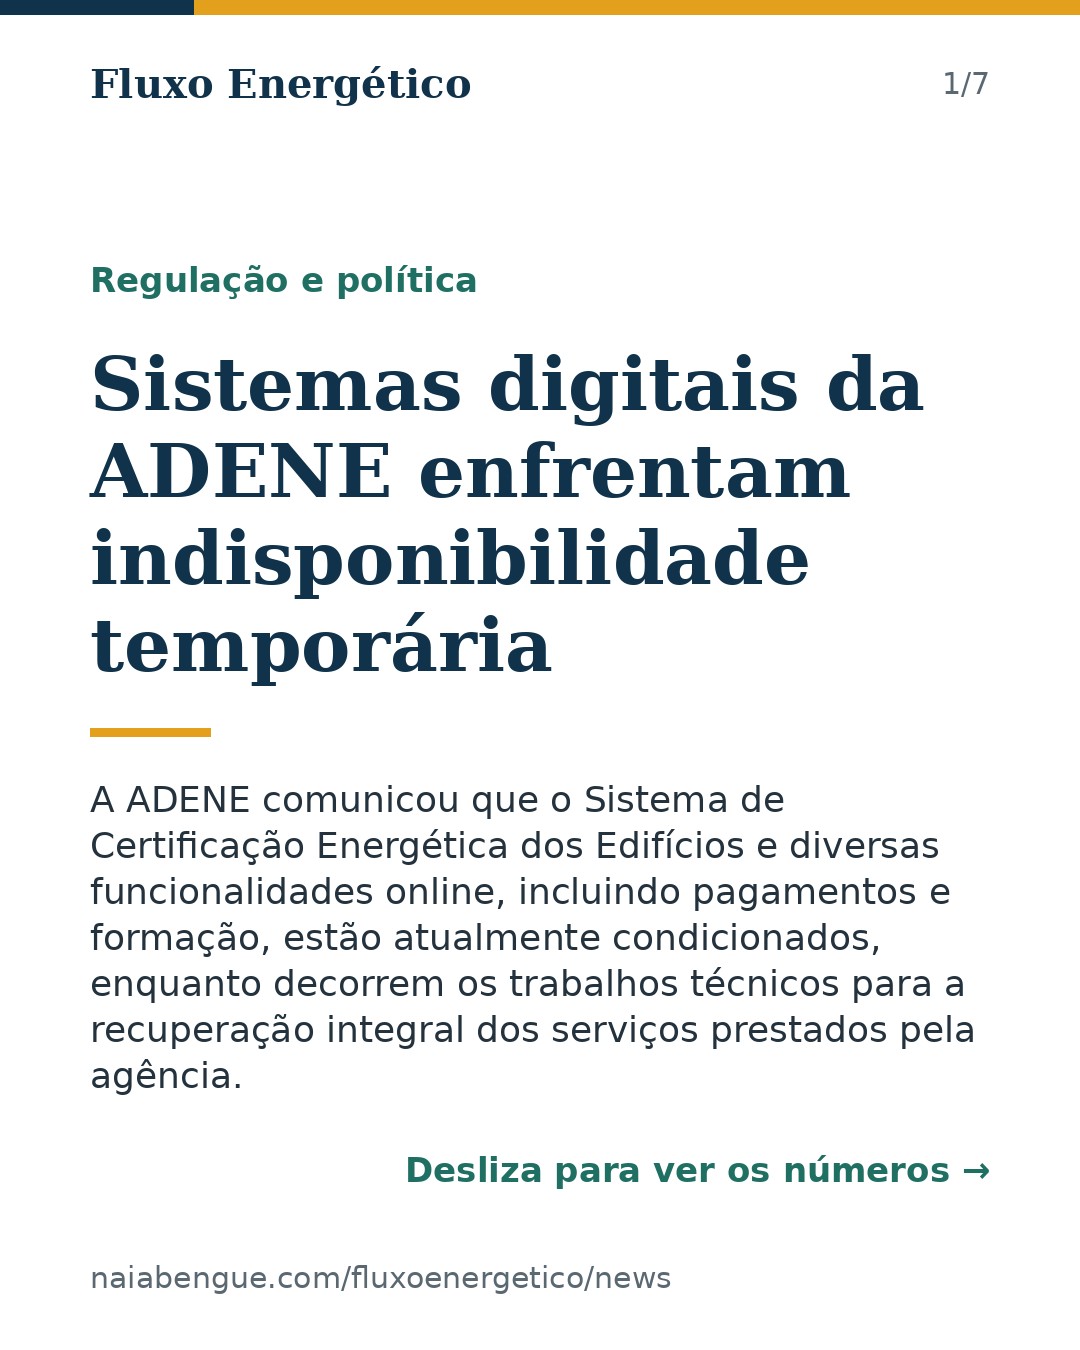 Fluxo Energético
1/7
Regulação e política
Sistemas digitais da
ADENE enfrentam
indisponibilidade
temporária
A ADENE comunicou que o Sistema de
Certificação Energética dos Edifícios e diversas
funcionalidades online, incluindo pagamentos e
formação, estão atualmente condicionados,
enquanto decorrem os trabalhos técnicos para a
recuperação integral dos serviços prestados pela
agência.
Desliza para ver os números →
naiabengue.com/fluxoenergetico/news